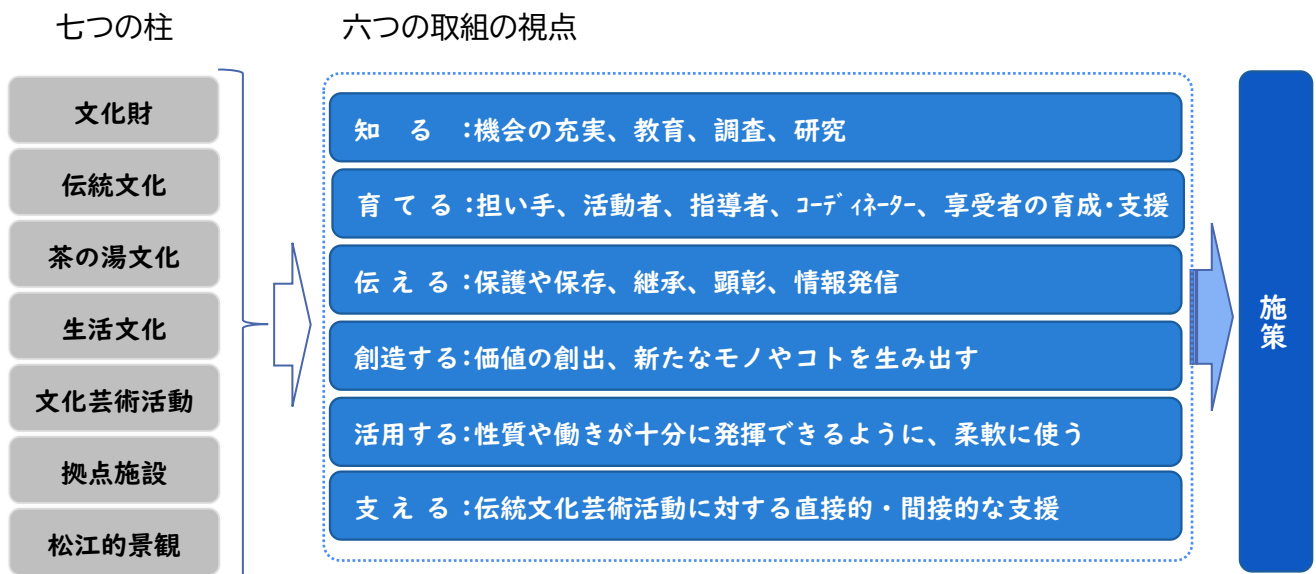 七つの柱
六つの取組の視点
文化財
伝統文化
茶の湯文化
生活文化
文化芸術活動
拠点施設
松江的景観
知 る :機会の充実、教育、調査、研究
育 て る :担い手、活動者、指導者、ｺｰﾃﾞｨﾈｰﾀｰ、享受者の育成･支援
伝 え る :保護や保存、継承、顕彰、情報発信
創造する:価値の創出、新たなモノやコトを生み出す
活用する:性質や働きが十分に発揮できるように、柔軟に使う
支 え る :伝統文化芸術活動に対する直接的・間接的な支援
施策